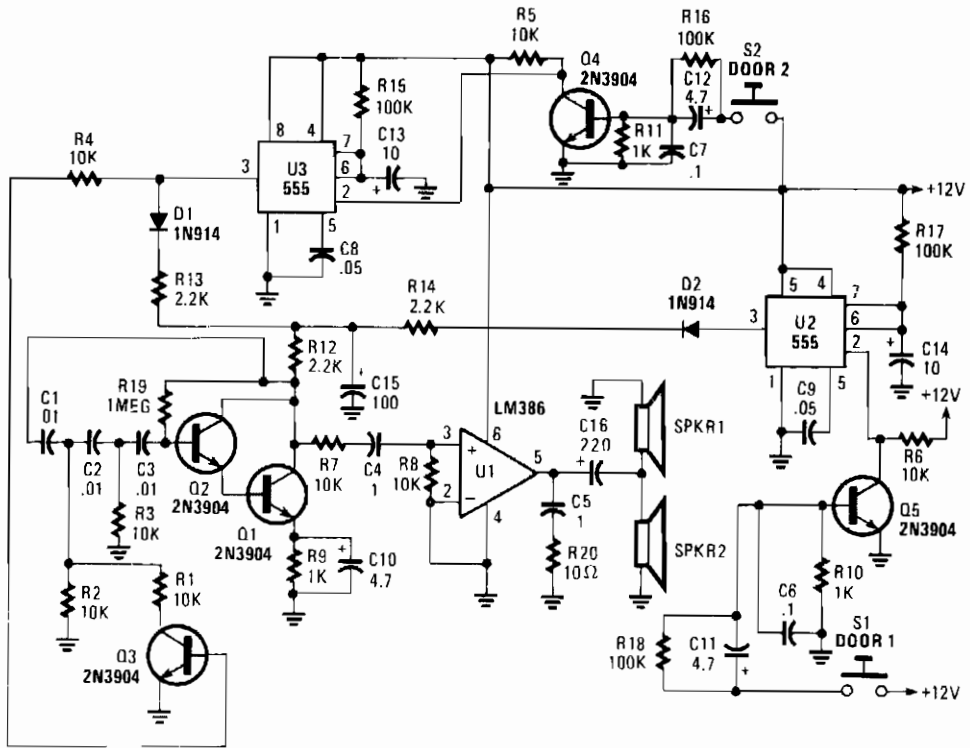 R5
10K
Q4
2N3904
R16
100K
C12
4.7
+
S2
DOOR 2
R15
100K
8
4
7
6
2
C13
10
+
R11
1K
C7
.1
R4
10K
3
U3
555
1
5
C8
.05
+12V
R17
100K
D1
1N914
R13
2.2K
R14
2.2K
D2
1N914
5
4
7
3
U2
555
6
2
+
C14
10
1
5
C9
.05
+12V
R12
2.2K
+
C15
100
R19
1MEG
C1
.01
C2
.01
C3
.01
Q2
2N3904
R3
10K
Q1
2N3904
R7
10K
C4
1
R8
10K
LM386
3
+
6
U1
2
–
5
4
C16
220
+
SPKR1
SPKR2
C5
1
R20
10Ω
R9
1K
+
C10
4.7
R6
10K
Q5
2N3904
R2
10K
R1
10K
Q3
2N3904
R10
1K
C6
.1
R18
100K
C11
4.7
+
S1
DOOR 1
+12V